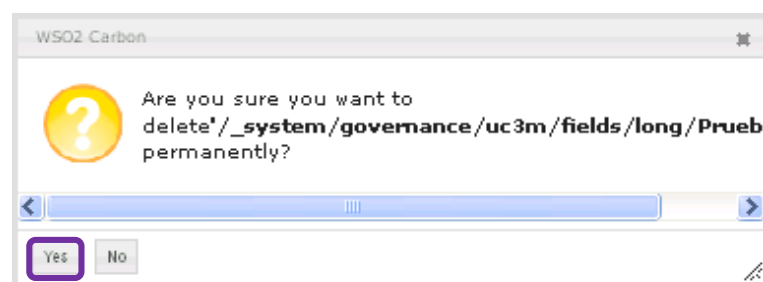 WSO2 Carbon
Are you sure you want to
delete'/_system/governance/uc3m/fields/long/Prueb
permanently?
Yes No